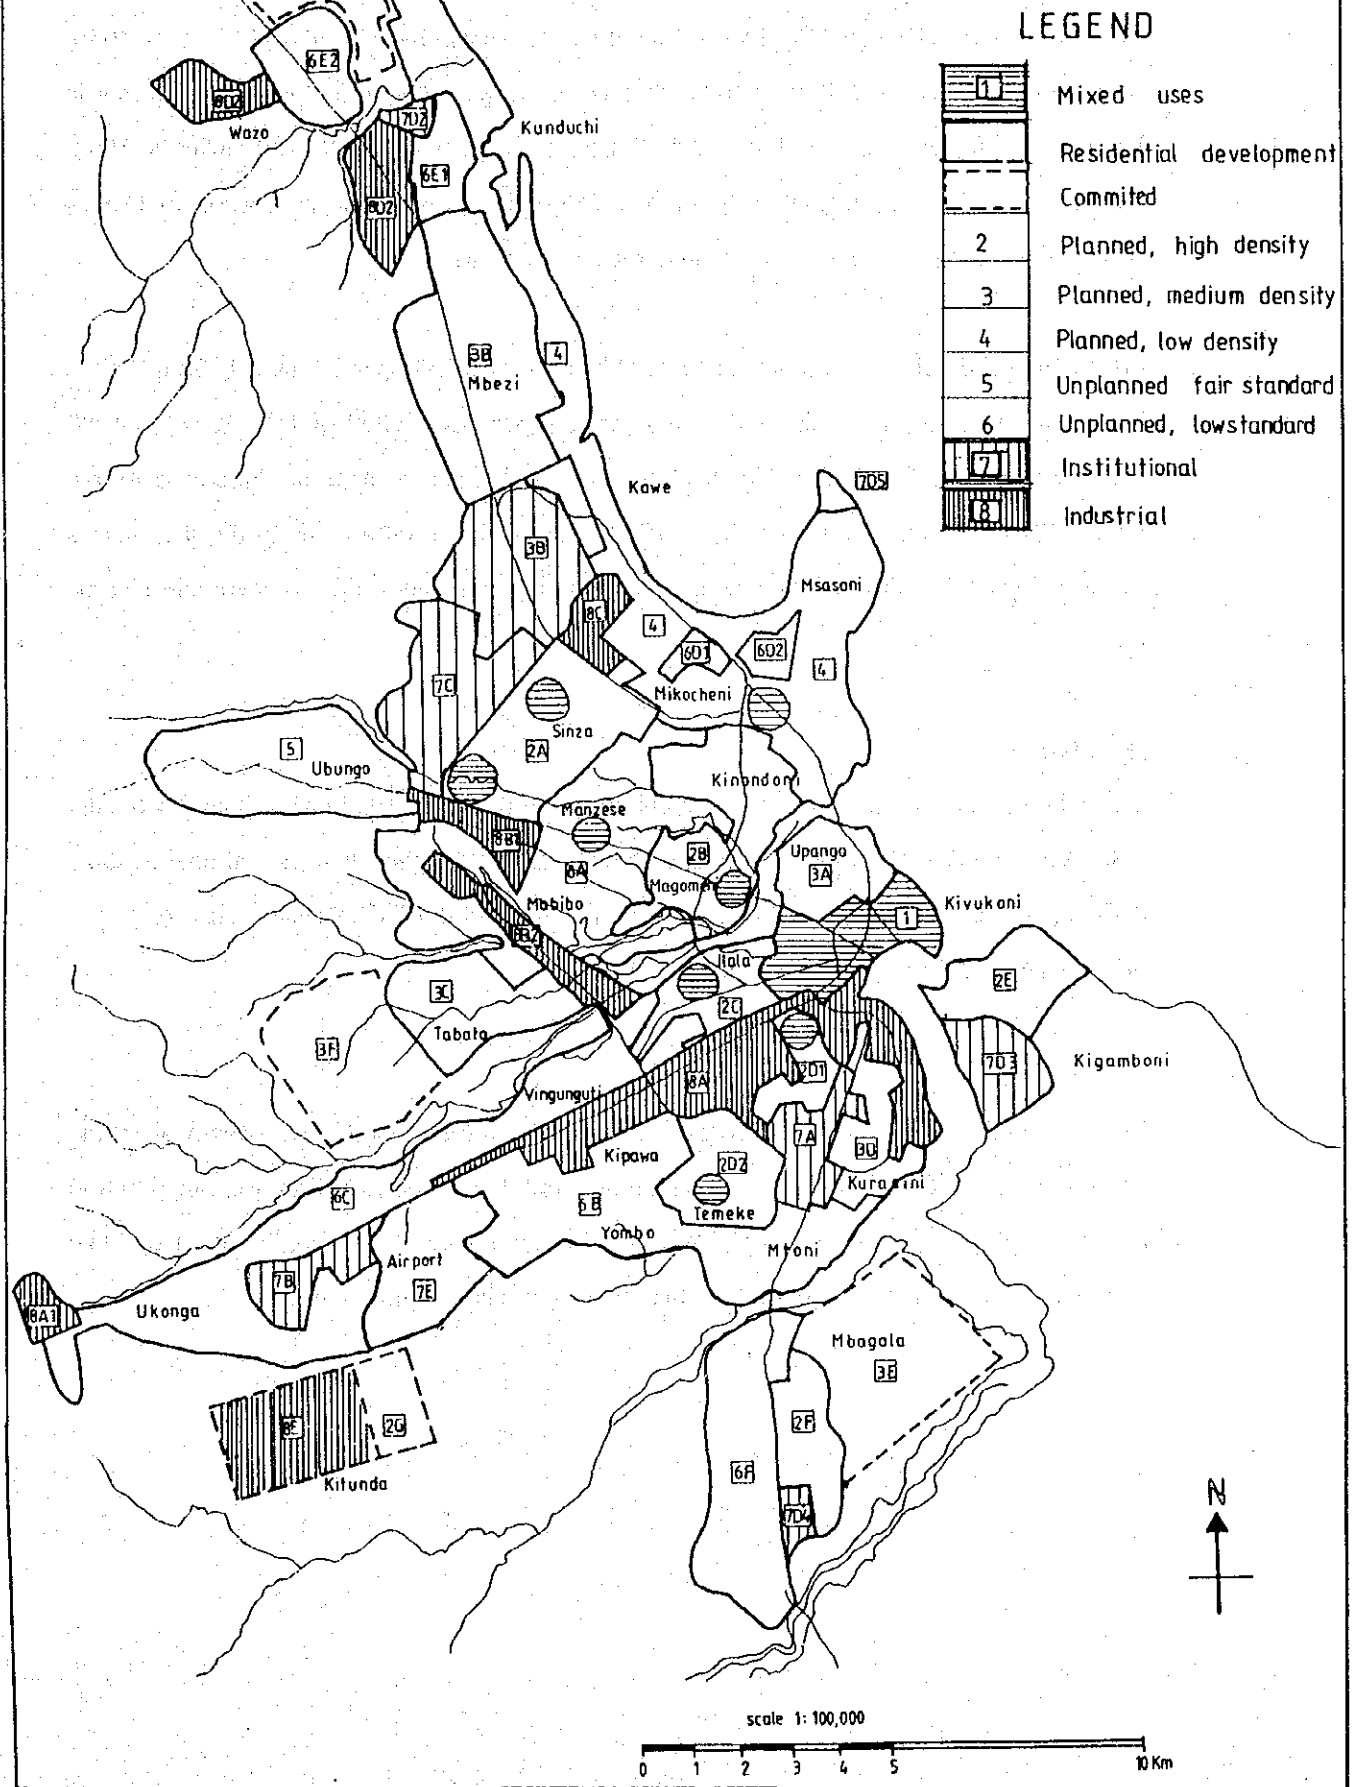 LEGEND
1 Mixed uses
Residential development
Commited
2 Planned, high density
3 Planned, medium density
4 Planned, low density
5 Unplanned fair standard
6 Unplanned, lowstandard
7 Institutional
8 Industrial
6E2
8D2
Wazo
7D2
Kunduchi
6E1
8D2
3B
4
Mbezi
Kawe
7D5
3B
Msasani
8C
4
6D1
6D2
4
7C
Mikocheni
Sinza
5
2A
Ubungo
Kinondoni
Manzese
8B1
2B
Upanga
8A
3A
Magomeni
Mabibo
1
Kivukoni
8B2
Ilala
2E
3C
2C
Tabata
3F
7D3
Kigamboni
2D1
8A
Vingunguti
7A
3D
Kipawa
2D2
Kurasini
6C
6B
Temeke
Yombo
Mtoni
Airport
7B
7E
8A1
Ukonga
Mbagala
3E
8E
2G
2F
Kitunda
6F
7D4
N
scale 1:100,000
0 1 2 3 4 5 10 Km